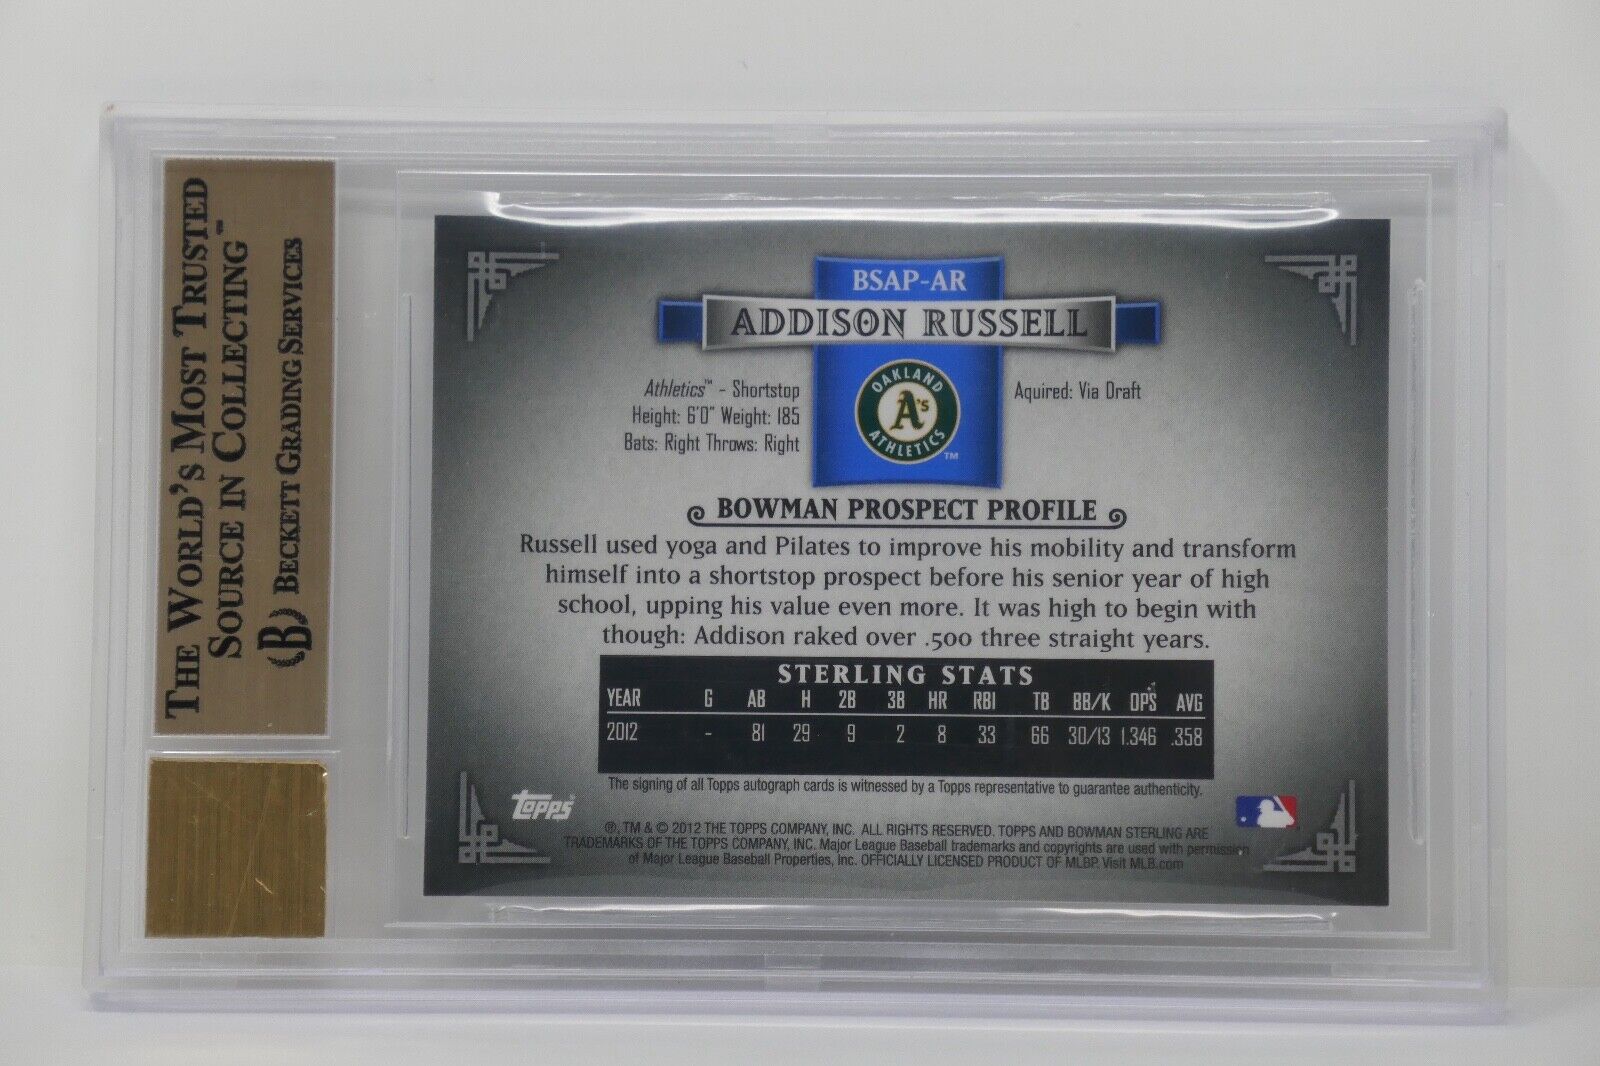 THE WORLD'S MOST TRUSTED
SOURCE IN COLLECTING™
B BECKETT GRADING SERVICES
BSAP-AR
ADDISON RUSSELL
Athletics™ - Shortstop
Height: 6'0" Weight: 185
Bats: Right Throws: Right
OAKLAND
A's
ATHLETICS
TM
Aquired: Via Draft
BOWMAN PROSPECT PROFILE
Russell used yoga and Pilates to improve his mobility and transform
himself into a shortstop prospect before his senior year of high
school, upping his value even more. It was high to begin with
though: Addison raked over .500 three straight years.
STERLING STATS
YEAR G AB H 2B 3B HR RBI TB BB/K OPS AVG
2012 - 81 29 9 2 8 33 66 30/13 1.346 .358
The signing of all Topps autograph cards is witnessed by a Topps representative to guarantee authenticity.
Topps
®, TM & © 2012 THE TOPPS COMPANY, INC. ALL RIGHTS RESERVED. TOPPS AND BOWMAN STERLING ARE
TRADEMARKS OF THE TOPPS COMPANY, INC. Major League Baseball trademarks and copyrights are used with permission
of Major League Baseball Properties, Inc. OFFICIALLY LICENSED PRODUCT OF MLBP. Visit MLB.com